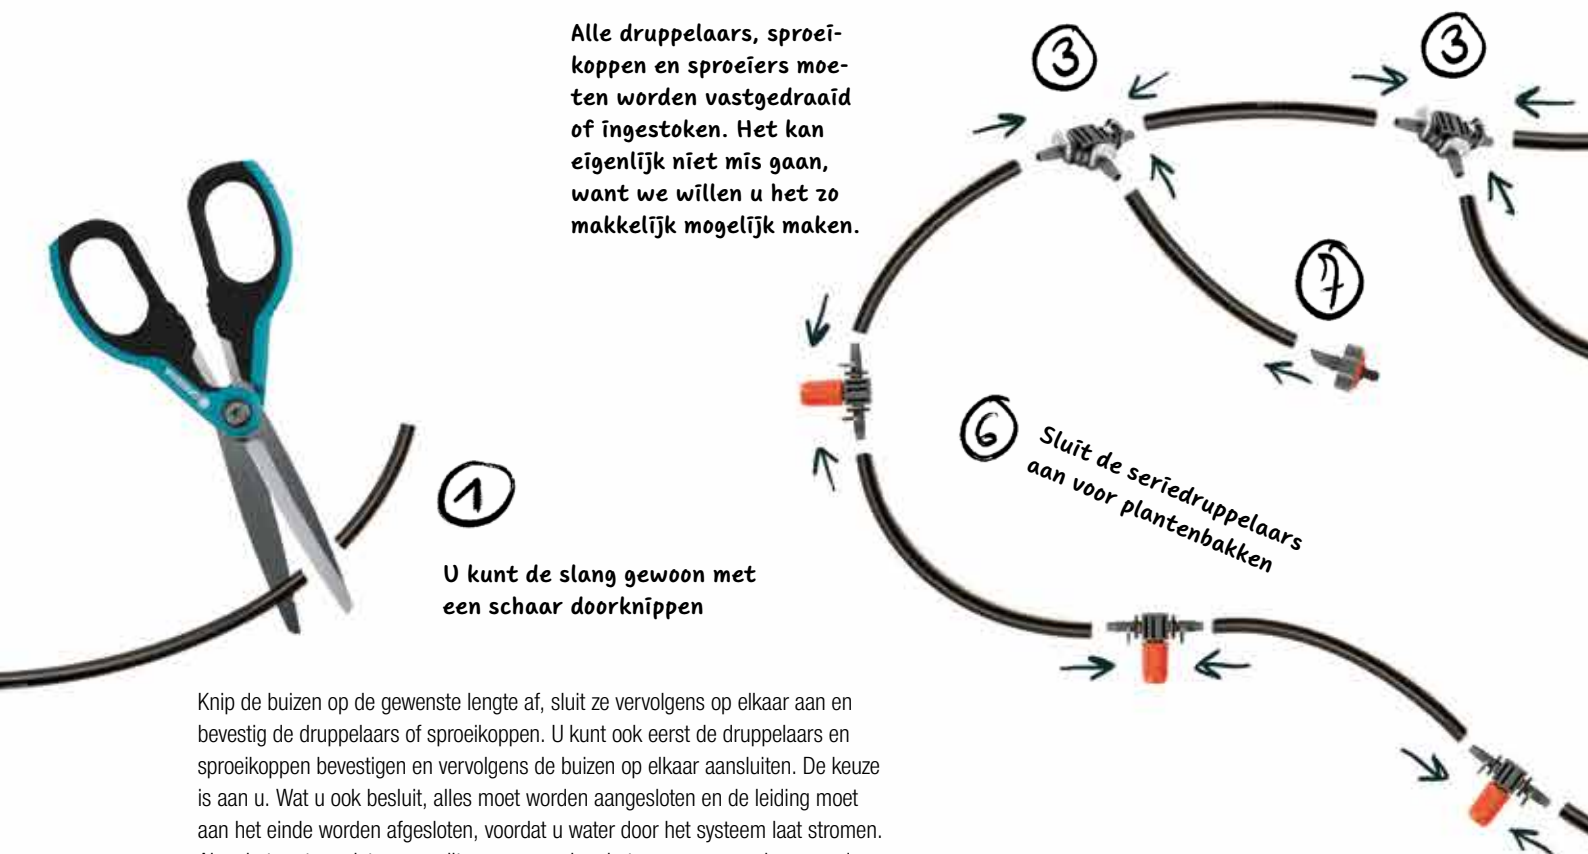 Alle druppelaars, sproei-
koppen en sproeiers moe-
ten worden vastgedraaid
of ingestoken. Het kan
eigenlijk niet mis gaan,
want we willen u het zo
makkelijk mogelijk maken.
3
3
7
6
Sluit de seriedruppelaars
aan voor plantenbakken
1
U kunt de slang gewoon met
een schaar doorknippen
Knip de buizen op de gewenste lengte af, sluit ze vervolgens op elkaar aan en
bevestig de druppelaars of sproeikoppen. U kunt ook eerst de druppelaars en
sproeikoppen bevestigen en vervolgens de buizen op elkaar aansluiten. De keuze
is aan u. Wat u ook besluit, alles moet worden aangesloten en de leiding moet
aan het einde worden afgesloten, voordat u water door het systeem laat stromen.